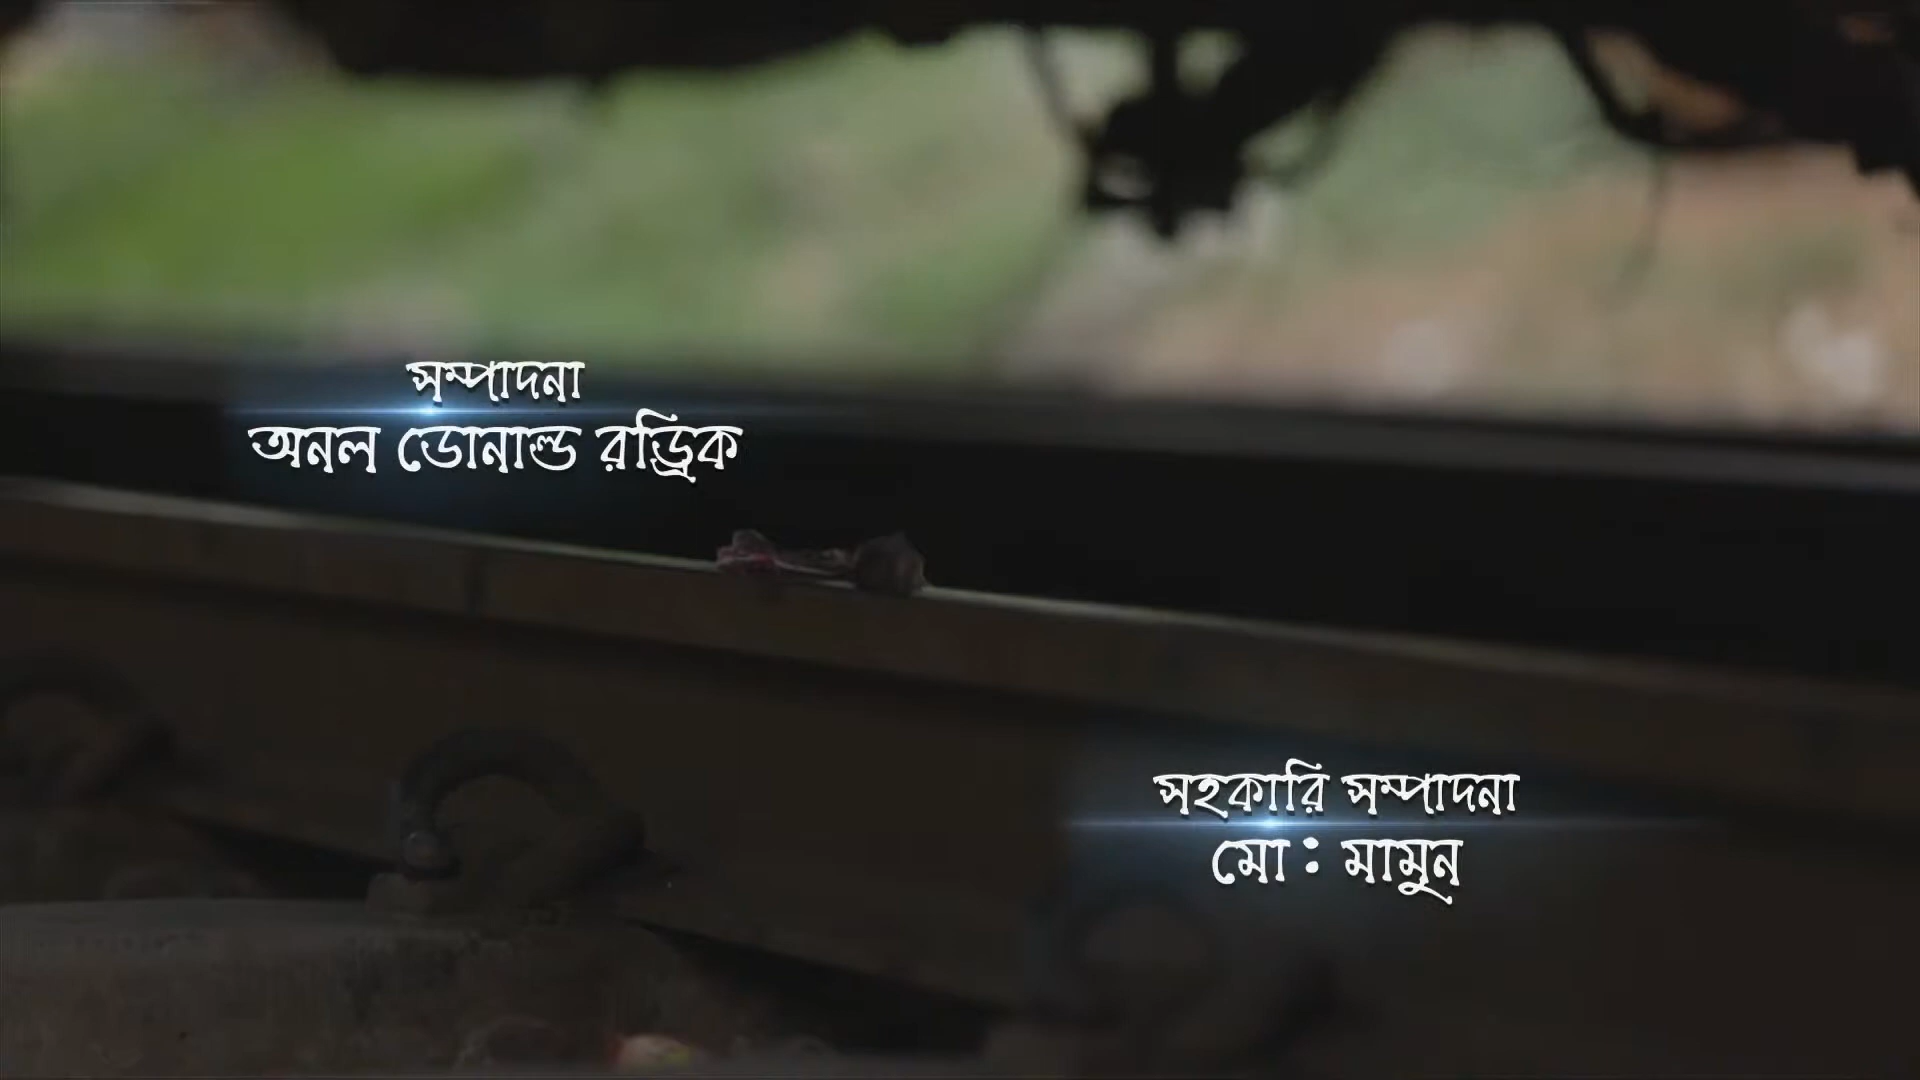 সম্পাদনা
অনল ডোনাল্ড রড্রিক
সহকারি সম্পাদনা
মো : মামুন